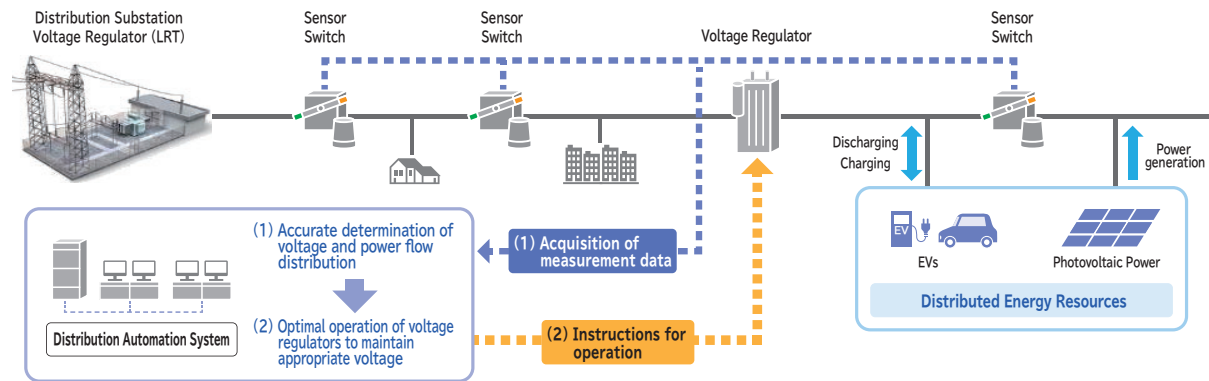 Distribution Substation
Voltage Regulator (LRT)
Sensor
Switch
Sensor
Switch
Voltage Regulator
Sensor
Switch
Discharging
Charging
Power
generation
(1) Accurate determination of
voltage and power flow
distribution
(1) Acquisition of
measurement data
EV
EVs
Photovoltaic Power
Distributed Energy Resources
Distribution Automation System
(2) Optimal operation of voltage
regulators to maintain
appropriate voltage
(2) Instructions for
operation